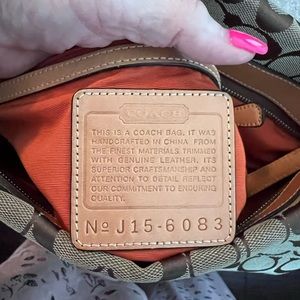 COACH
THIS IS A COACH BAG. IT WAS
HANDCRAFTED IN CHINA FROM
THE FINEST MATERIALS TRIMMED
WITH GENUINE LEATHER. ITS
SUPERIOR CRAFTSMANSHIP AND
ATTENTION TO DETAIL REFLECT
OUR COMMITMENT TO ENDURING
QUALITY.
Nº J15-6083